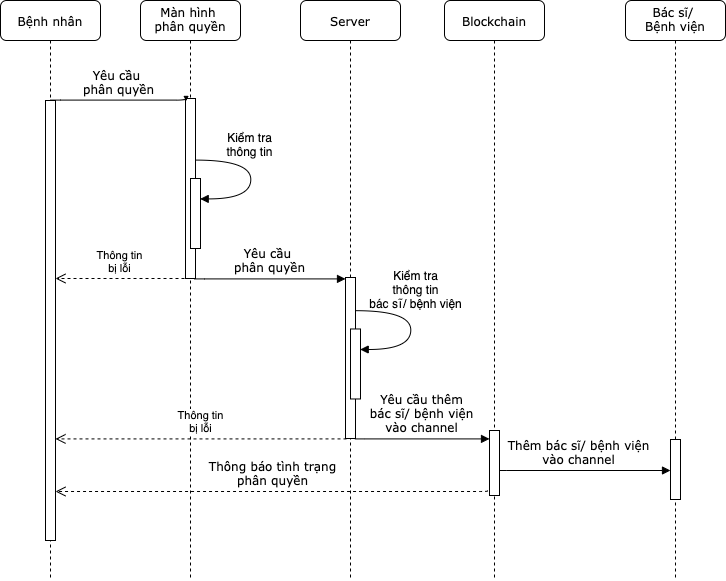 Bệnh nhân
Màn hình
phân quyền
Server
Blockchain
Bác sĩ/
Bệnh viện
Yêu cầu
phân quyền
Kiểm tra
thông tin
Thông tin
bị lỗi
Yêu cầu
phân quyền
Kiểm tra
thông tin
bác sĩ/ bệnh viện
Thông tin
bị lỗi
Yêu cầu thêm
bác sĩ/ bệnh viện
vào channel
Thêm bác sĩ/ bệnh viện
vào channel
Thông báo tình trạng
phân quyền